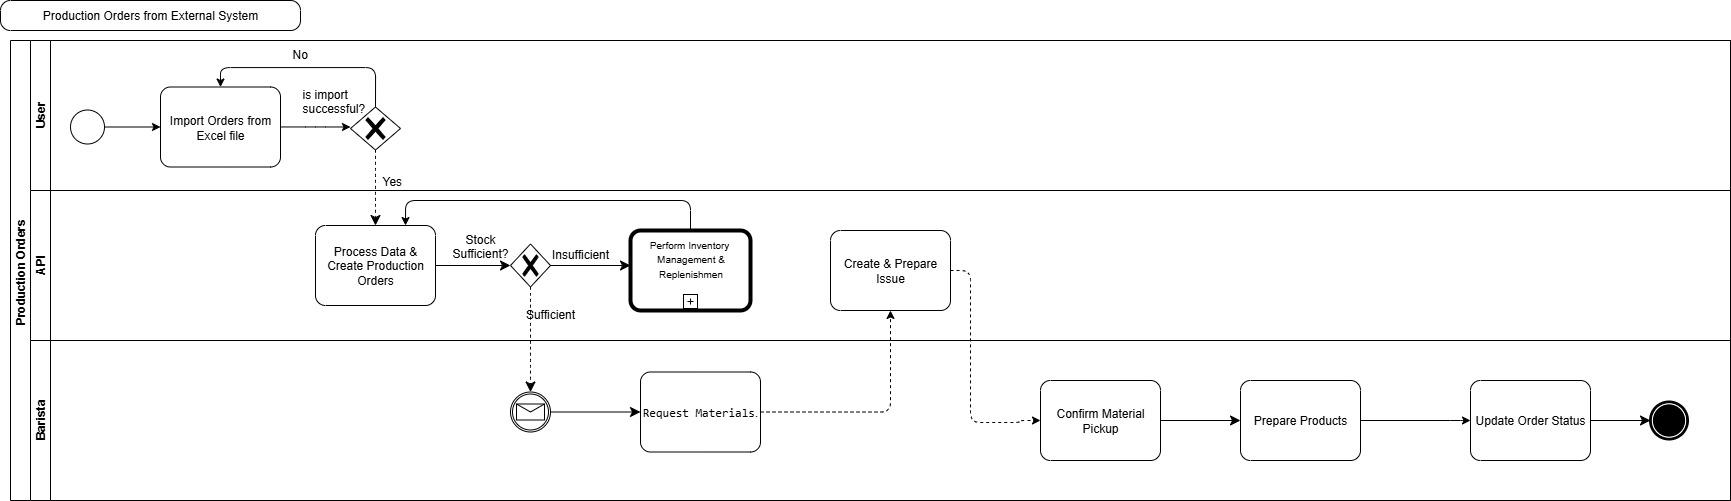 Production Orders from External System
Production Orders
User
No
is import
successful?
Import Orders from
Excel file
Yes
API
Process Data &
Create Production
Orders
Stock
Sufficient?
Insufficient
Sufficient
Perform Inventory
Management &
Replenishmen
Create & Prepare
Issue
Barista
Request Materials.
Confirm Material
Pickup
Prepare Products
Update Order Status